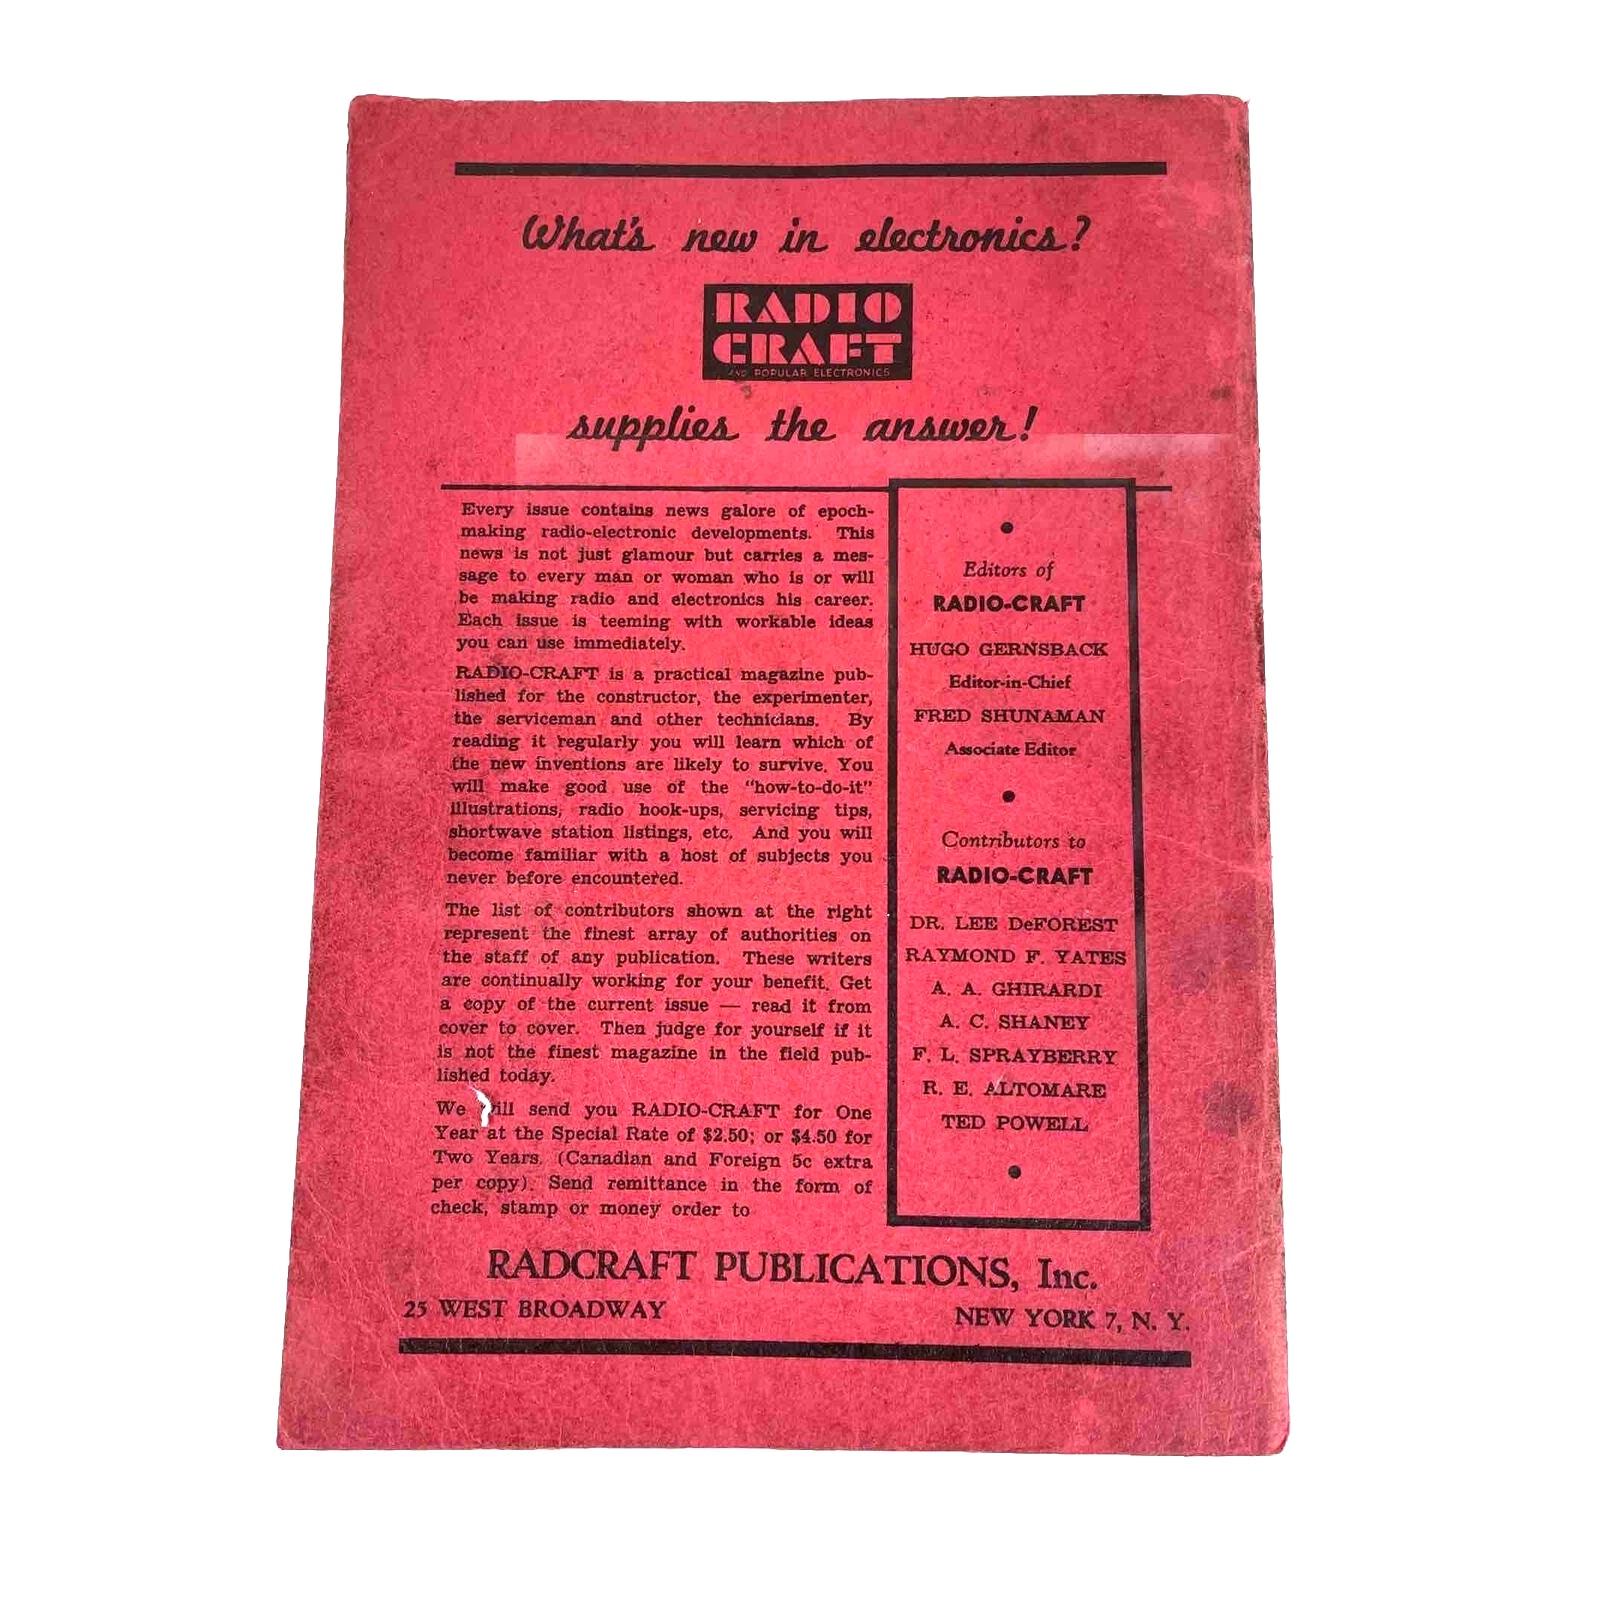 What's new in electronics?
RADIO
CRAFT
AND POPULAR ELECTRONICS
supplies the answer!
Every issue contains news galore of epoch-
making radio-electronic developments. This
news is not just glamour but carries a mes-
sage to every man or woman who is or will
be making radio and electronics his career.
Each issue is teeming with workable ideas
you can use immediately.
RADIO-CRAFT is a practical magazine pub-
lished for the constructor, the experimenter,
the serviceman and other technicians. By
reading it regularly you will learn which of
the new inventions are likely to survive. You
will make good use of the "how-to-do-it"
illustrations, radio hook-ups, servicing tips,
shortwave station listings, etc. And you will
become familiar with a host of subjects you
never before encountered.
The list of contributors shown at the right
represent the finest array of authorities on
the staff of any publication. These writers
are continually working for your benefit. Get
a copy of the current issue — read it from
cover to cover. Then judge for yourself if it
is not the finest magazine in the field pub-
lished today.
We will send you RADIO-CRAFT for One
Year at the Special Rate of $2.50; or $4.50 for
Two Years. (Canadian and Foreign 5c extra
per copy). Send remittance in the form of
check, stamp or money order to
Editors of
RADIO-CRAFT
HUGO GERNSBACK
Editor-in-Chief
FRED SHUNAMAN
Associate Editor
Contributors to
RADIO-CRAFT
DR. LEE DeFOREST
RAYMOND F. YATES
A. A. GHIRARDI
A. C. SHANEY
F. L. SPRAYBERRY
R. E. ALTOMARE
TED POWELL
RADCRAFT PUBLICATIONS, Inc.
25 WEST BROADWAY NEW YORK 7, N. Y.